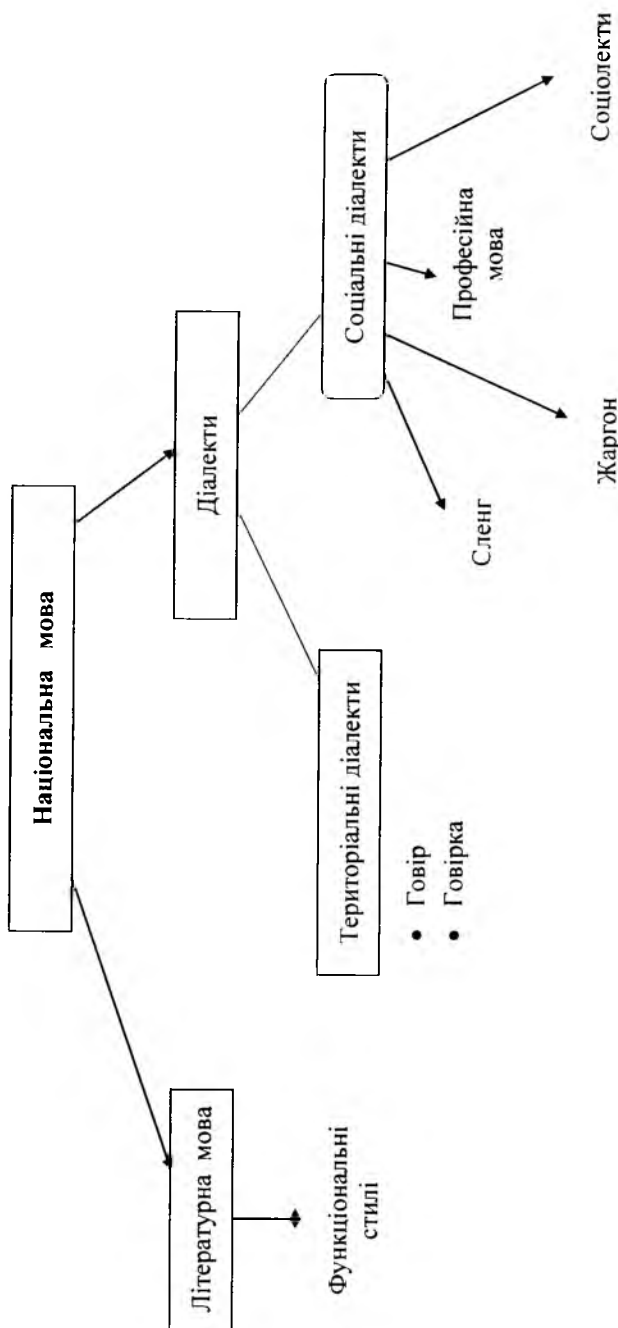 Національна мова
Літературна мова
Діалекти
Функціональні
стилі
Територіальні діалекти
Соціальні діалекти
• Говір
• Говірка
Сленг
Професійна
мова
Жаргон
Соціолекти